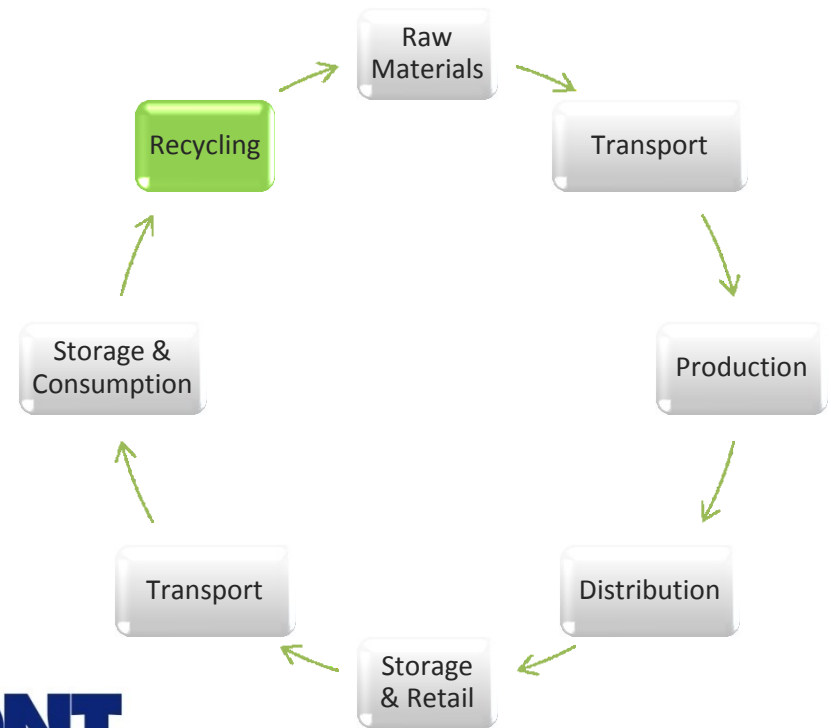 Raw
Materials
Transport
Production
Distribution
Storage
& Retail
Transport
Storage &
Consumption
Recycling